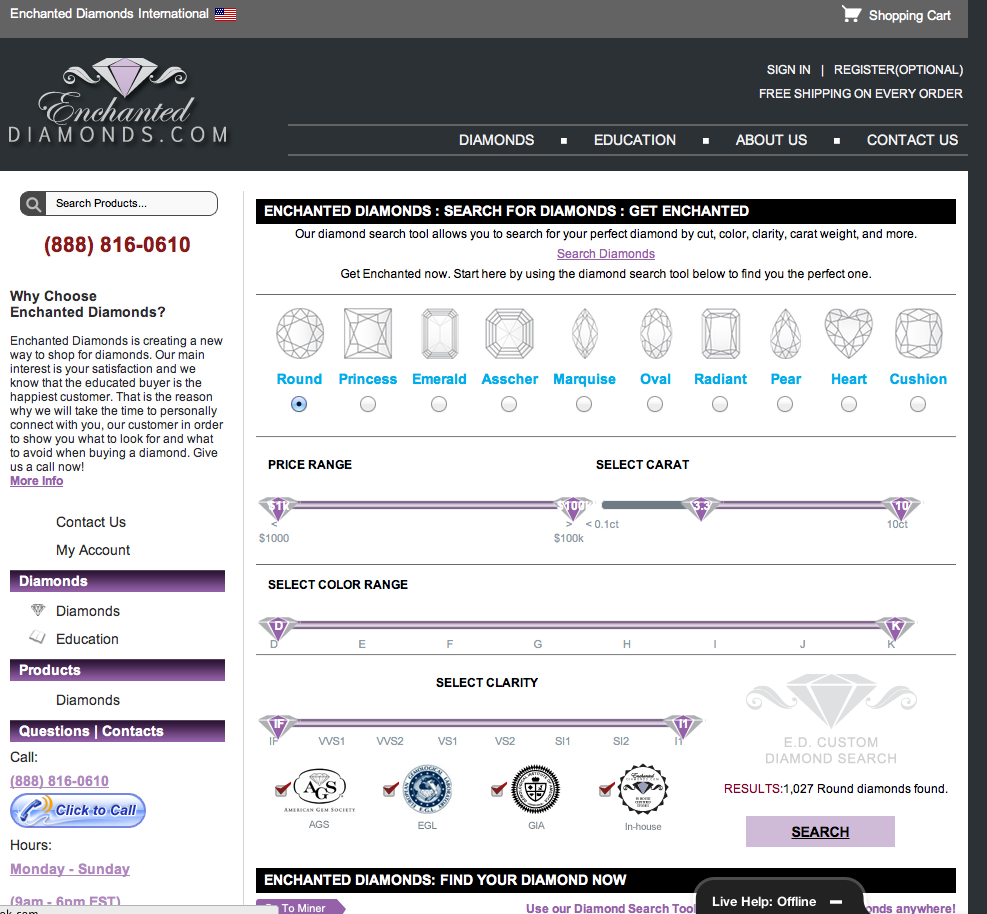 Enchanted Diamonds International
Shopping Cart
SIGN IN | REGISTER(OPTIONAL)
FREE SHIPPING ON EVERY ORDER
Enchanted
DIAMONDS.COM
DIAMONDS ▪ EDUCATION ▪ ABOUT US ▪ CONTACT US
Search Products...
(888) 816-0610
Why Choose
Enchanted Diamonds?
Enchanted Diamonds is creating a new
way to shop for diamonds. Our main
interest is your satisfaction and we
know that the educated buyer is the
happiest customer. That is the reason
why we will take the time to personally
connect with you, our customer in order
to show you what to look for and what
to avoid when buying a diamond. Give
us a call now!
More Info
Contact Us
My Account
Diamonds
Diamonds
Education
Products
Diamonds
Questions | Contacts
Call:
(888) 816-0610
Click to Call
Hours:
Monday - Sunday
(9am - 6pm EST)
ENCHANTED DIAMONDS : SEARCH FOR DIAMONDS : GET ENCHANTED
Our diamond search tool allows you to search for your perfect diamond by cut, color, clarity, carat weight, and more.
Search Diamonds
Get Enchanted now. Start here by using the diamond search tool below to find you the perfect one.
Round Princess Emerald Asscher Marquise Oval Radiant Pear Heart Cushion
PRICE RANGE
$1k $100k
< >
$1000 $100k
SELECT CARAT
3.3 10
< 0.1ct 10ct
SELECT COLOR RANGE
D K
D E F G H I J K
SELECT CLARITY
IF I1
IF VVS1 VVS2 VS1 VS2 SI1 SI2 I1
AGS
AMERICAN GEM SOCIETY
AGS EGL GIA In-house
E.D. CUSTOM
DIAMOND SEARCH
RESULTS:1,027 Round diamonds found.
SEARCH
ENCHANTED DIAMONDS: FIND YOUR DIAMOND NOW
To Miner
Use our Diamond Search Tool
onds anywhere!
Live Help: Offline